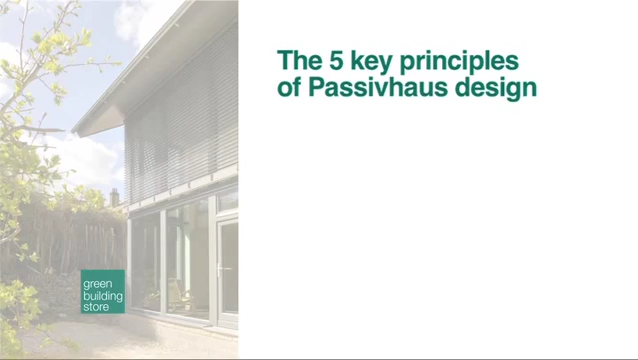 The 5 key principles
of Passivhaus design
green
building
store